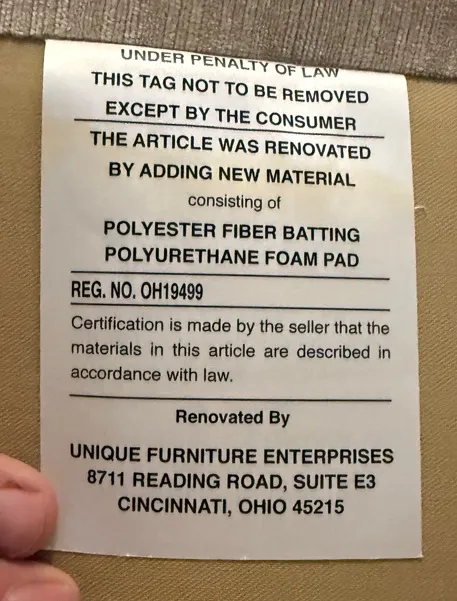 UNDER PENALTY OF LAW
THIS TAG NOT TO BE REMOVED
EXCEPT BY THE CONSUMER
THE ARTICLE WAS RENOVATED
BY ADDING NEW MATERIAL
consisting of
POLYESTER FIBER BATTING
POLYURETHANE FOAM PAD
REG. NO. OH19499
Certification is made by the seller that the
materials in this article are described in
accordance with law.
Renovated By
UNIQUE FURNITURE ENTERPRISES
8711 READING ROAD, SUITE E3
CINCINNATI, OHIO 45215